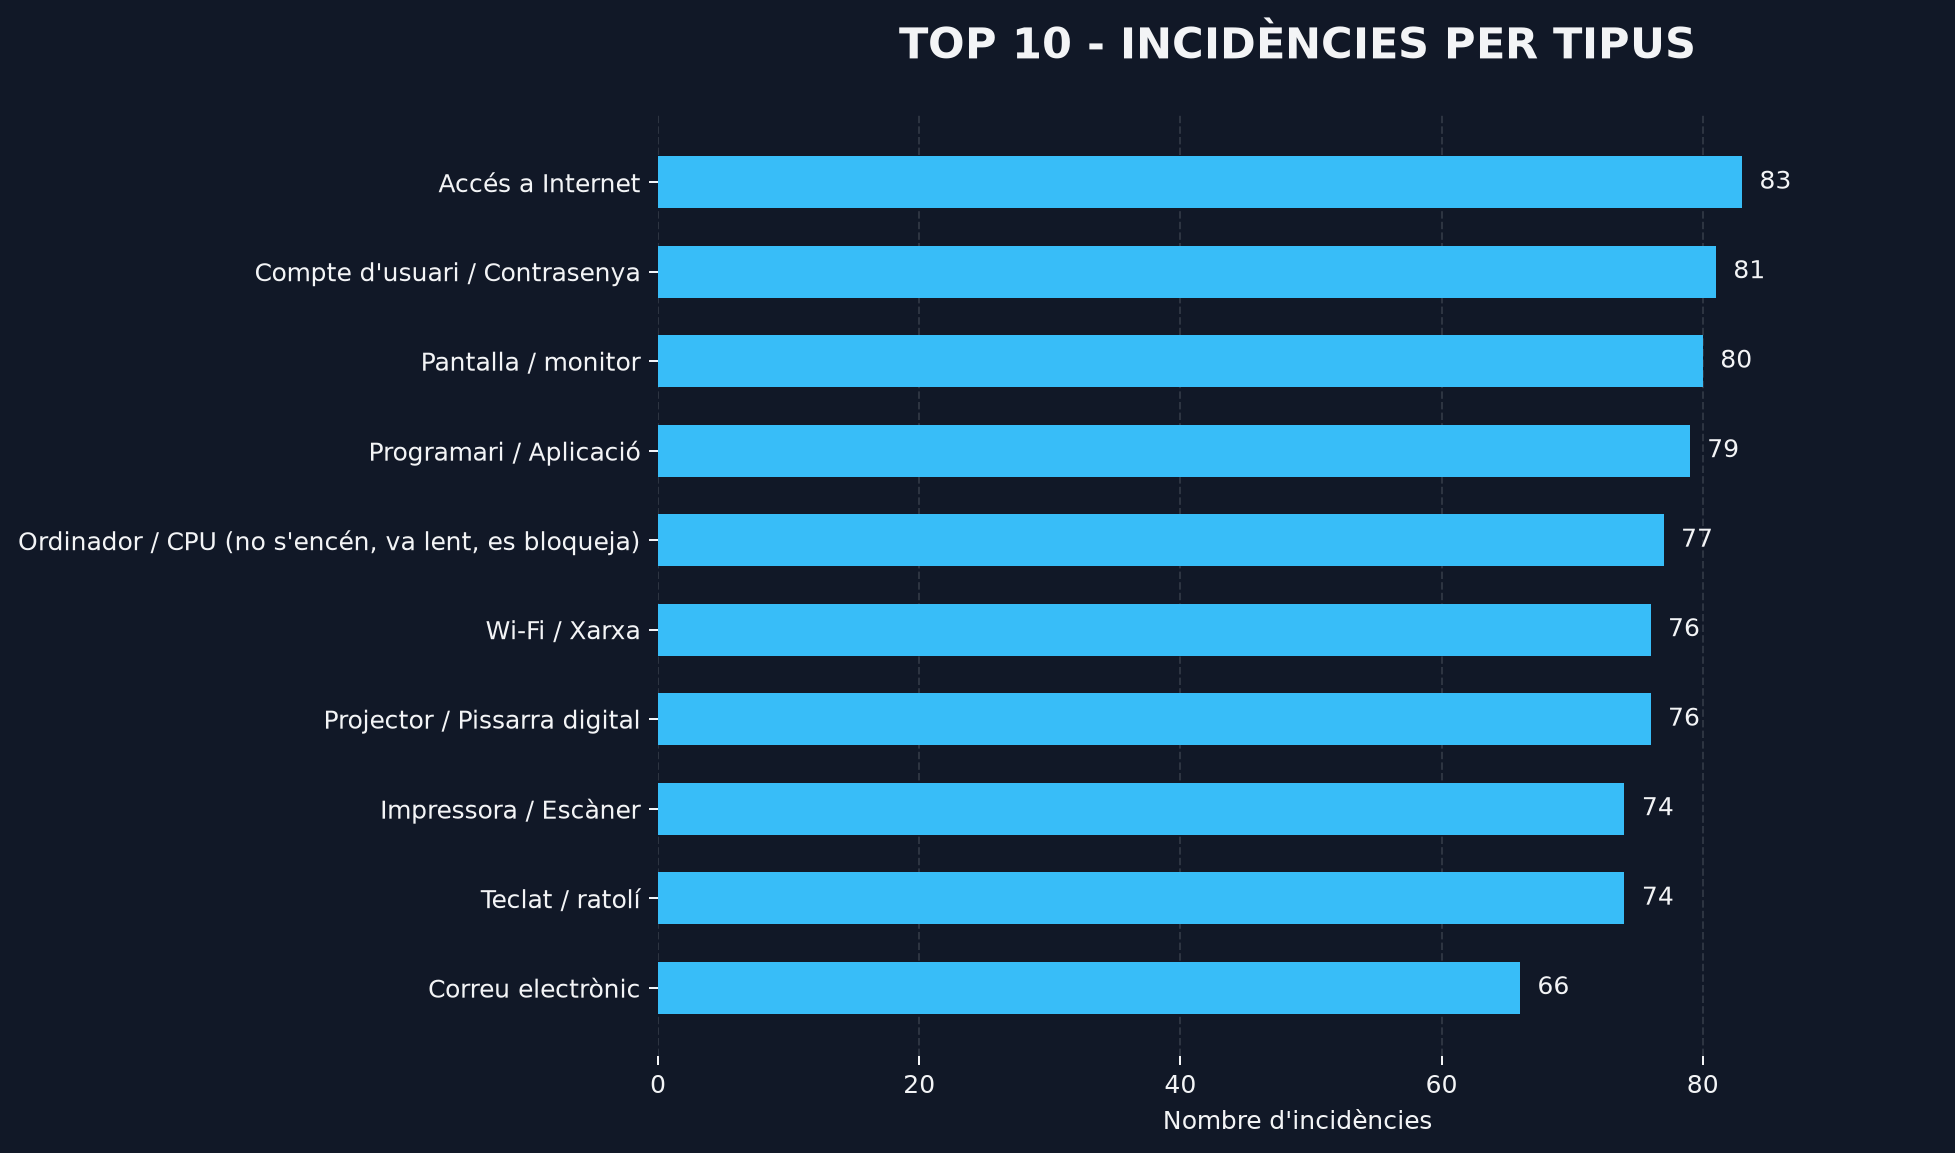 TOP 10 - INCIDÈNCIES PER TIPUS
Accés a Internet 83
Compte d'usuari / Contrasenya 81
Pantalla / monitor 80
Programari / Aplicació 79
Ordinador / CPU (no s'encén, va lent, es bloqueja) 77
Wi-Fi / Xarxa 76
Projector / Pissarra digital 76
Impressora / Escàner 74
Teclat / ratolí 74
Correu electrònic 66
0 20 40 60 80
Nombre d'incidències